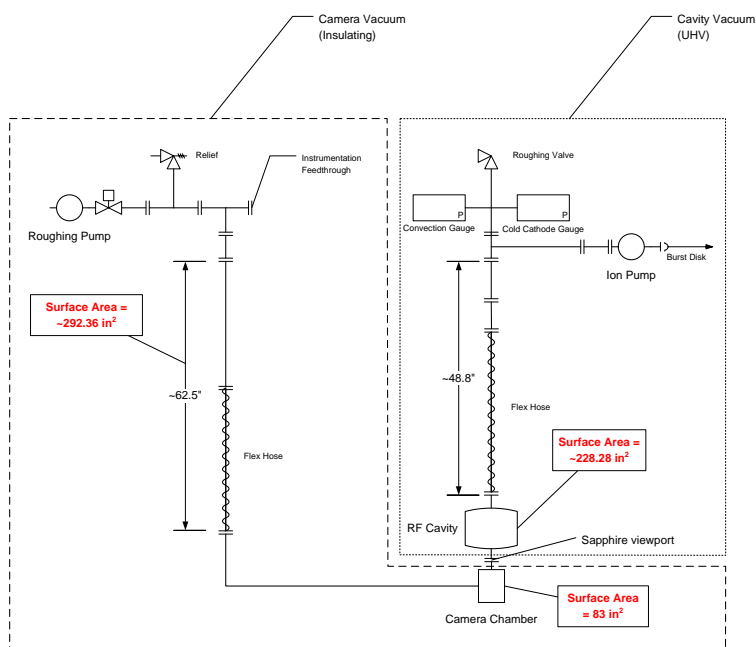 Camera Vacuum
(Insulating)
Cavity Vacuum
(UHV)
Relief
Instrumentation
Feedthrough
Roughing Valve
Roughing Pump
P
P
Convection Gauge
Cold Cathode Gauge
Burst Disk
Ion Pump
Surface Area =
~292.36 in²
~62.5"
~48.8"
Flex Hose
Flex Hose
Surface Area =
~228.28 in²
RF Cavity
Sapphire viewport
Surface Area
= 83 in²
Camera Chamber